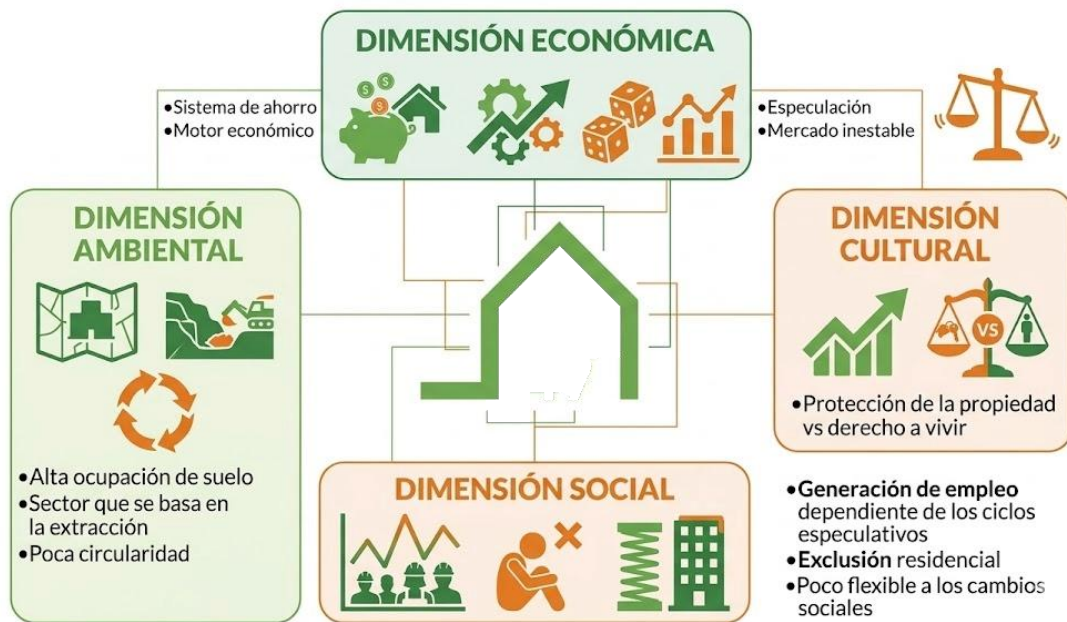 DIMENSIÓN ECONÓMICA
$
$
$
•Sistema de ahorro
•Motor económico
•Especulación
•Mercado inestable
DIMENSIÓN
AMBIENTAL
•Alta ocupación de suelo
•Sector que se basa en
la extracción
•Poca circularidad
DIMENSIÓN
CULTURAL
VS
•Protección de la propiedad
vs derecho a vivir
DIMENSIÓN SOCIAL
•Generación de empleo
dependiente de los ciclos
especulativos
•Exclusión residencial
•Poco flexible a los cambios
sociales